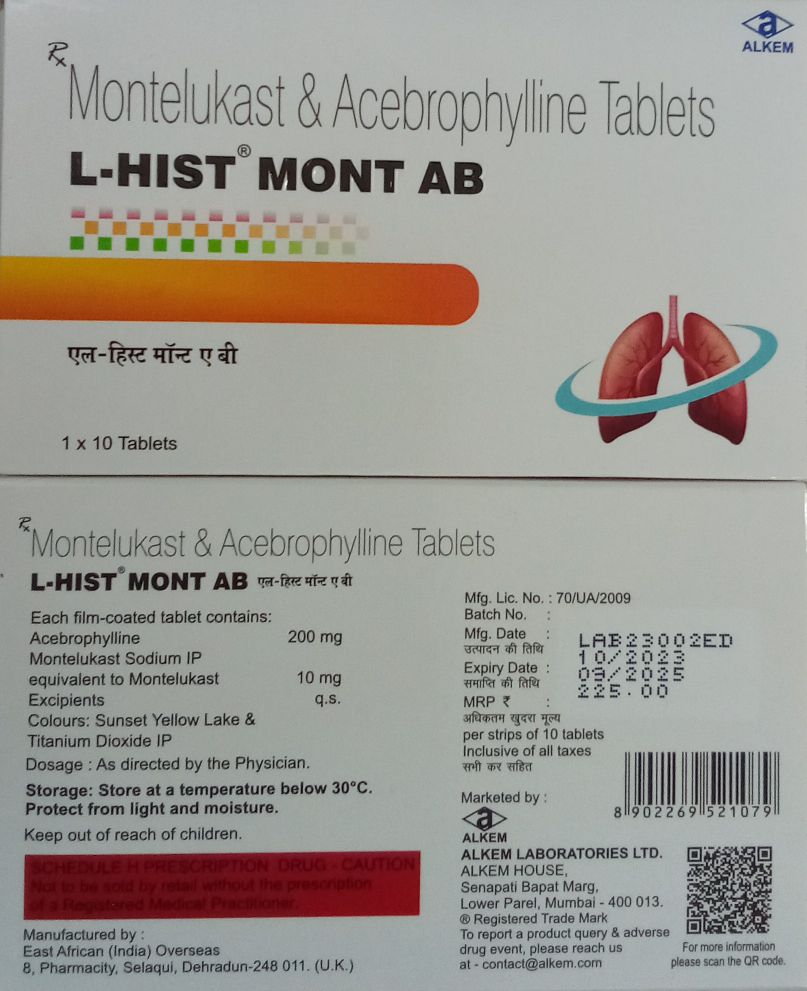 ALKEM
Rx
Montelukast & Acebrophylline Tablets
L-HIST® MONT AB
एल-हिस्ट मॉन्ट ए बी
1 x 10 Tablets
Rx
Montelukast & Acebrophylline Tablets
L-HIST® MONT AB एल-हिस्ट मॉन्ट ए बी
Each film-coated tablet contains:
Acebrophylline 200 mg
Montelukast Sodium IP
equivalent to Montelukast 10 mg
Excipients q.s.
Colours: Sunset Yellow Lake &
Titanium Dioxide IP
Dosage : As directed by the Physician.
Storage: Store at a temperature below 30°C.
Protect from light and moisture.
Keep out of reach of children.
SCHEDULE H PRESCRIPTION DRUG - CAUTION
Not to be sold by retail without the prescription
of a Registered Medical Practitioner.
Manufactured by :
East African (India) Overseas
8, Pharmacity, Selaqui, Dehradun-248 011. (U.K.)
Mfg. Lic. No. : 70/UA/2009
Batch No. : LAB23002ED
Mfg. Date : 10/2023
उत्पादन की तिथि
Expiry Date : 09/2025
समाप्ति की तिथि
MRP ₹ : 225.00
अधिकतम खुदरा मूल्य
per strips of 10 tablets
Inclusive of all taxes
सभी कर सहित
Marketed by :
ALKEM
ALKEM LABORATORIES LTD.
ALKEM HOUSE,
Senapati Bapat Marg,
Lower Parel, Mumbai - 400 013.
® Registered Trade Mark
To report a product query & adverse
drug event, please reach us
at - contact@alkem.com
8 902269 521079
For more information
please scan the QR code.